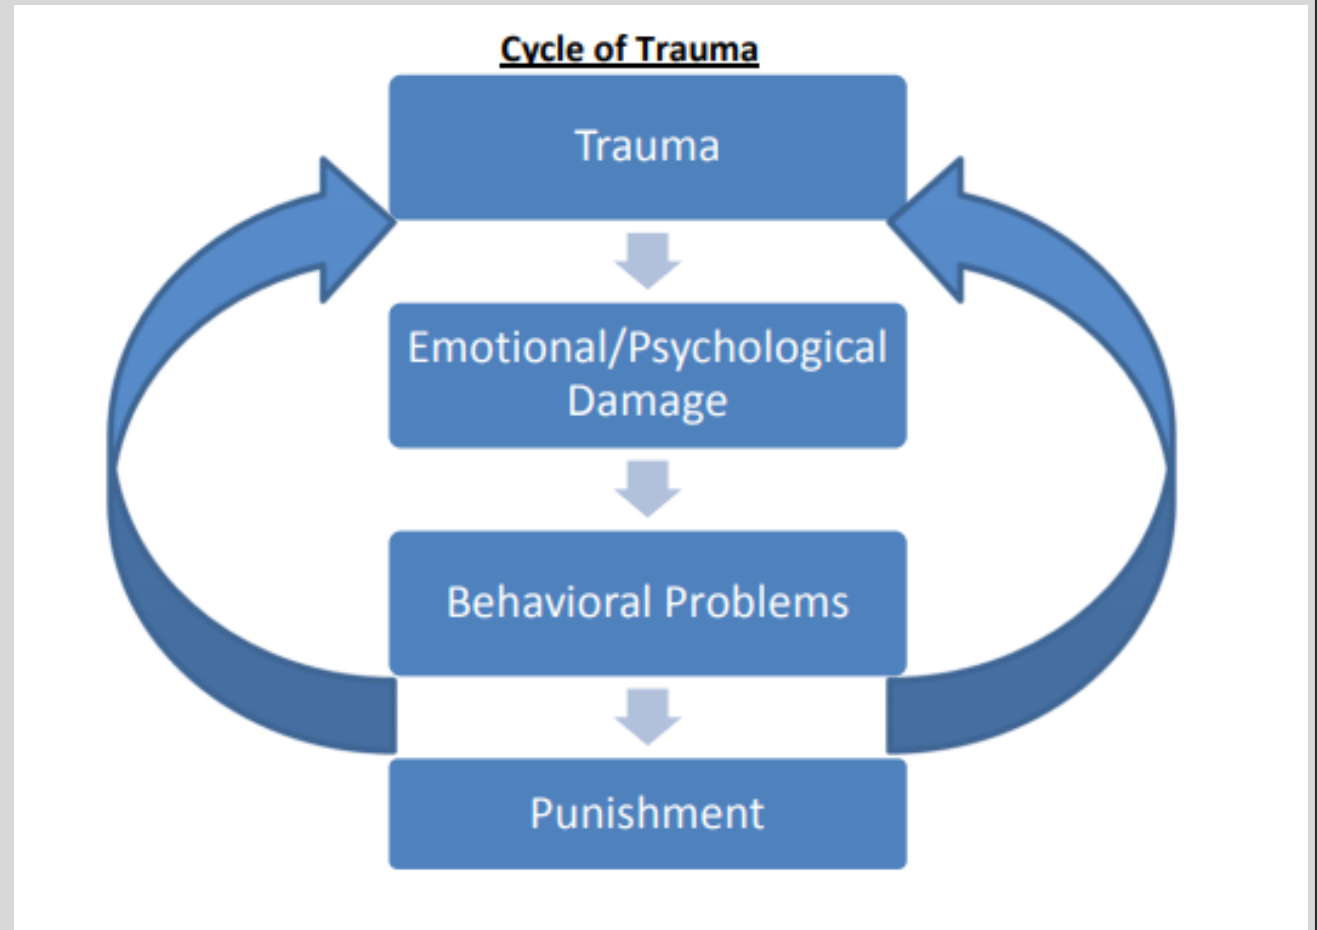 Cycle of Trauma
Trauma
Emotional/Psychological
Damage
Behavioral Problems
Punishment